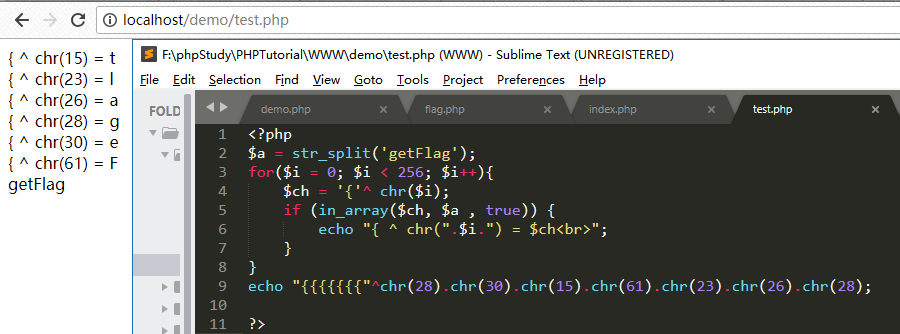 localhost/demo/test.php
{ ^ chr(15) = t
{ ^ chr(23) = l
{ ^ chr(26) = a
{ ^ chr(28) = g
{ ^ chr(30) = e
{ ^ chr(61) = F
getFlag
F:\phpStudy\PHPTutorial\WWW\demo\test.php (WWW) - Sublime Text (UNREGISTERED)
File Edit Selection Find View Goto Tools Project Preferences Help
FOLD
demo.php × flag.php × index.php × test.php ×
1 <?php
2 $a = str_split('getFlag');
3 for($i = 0; $i < 256; $i++){
4 $ch = '{'^ chr($i);
5 if (in_array($ch, $a , true)) {
6 echo "{ ^ chr(".$i.") = $ch<br>";
7 }
8 }
9 echo "{{{{{{{"^chr(28).chr(30).chr(15).chr(61).chr(23).chr(26).chr(28);
10
11 ?>